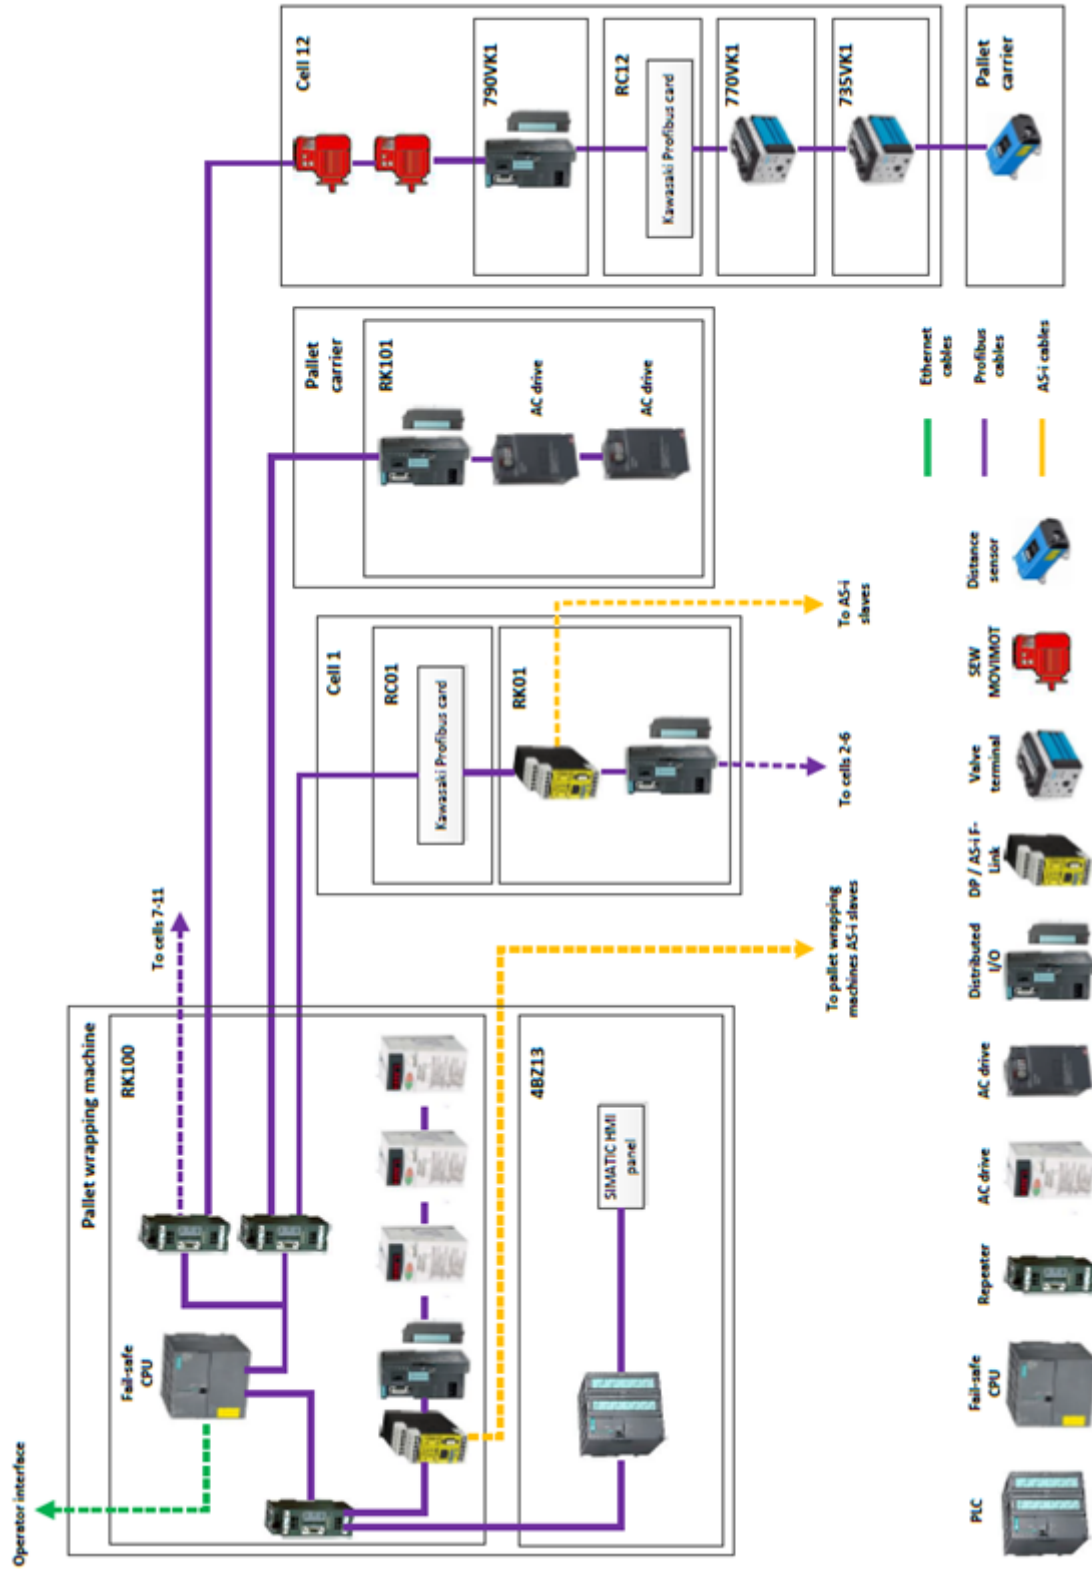 Operator interface
Pallet wrapping machine
RK100
Fail-safe
CPU
4BZ13
SIMATIC HMI
panel
To cells 7-11
To pallet wrapping
machines AS-i slaves
Cell 1
RC01
Kawasaki Profibus card
RK01
To cells 2-6
To AS-i
slaves
Pallet
carrier
RK101
AC drive
AC drive
Cell 12
790VK1
RC12
Kawasaki Profibus card
770VK1
735VK1
Pallet
carrier
PLC
Fail-safe
CPU
Repeater
AC drive
AC drive
Distributed
I/O
DP / AS-i F-
Link
Valve
terminal
SEW
MOVIMOT
Distance
sensor
Ethernet
cables
Profibus
cables
AS-i cables